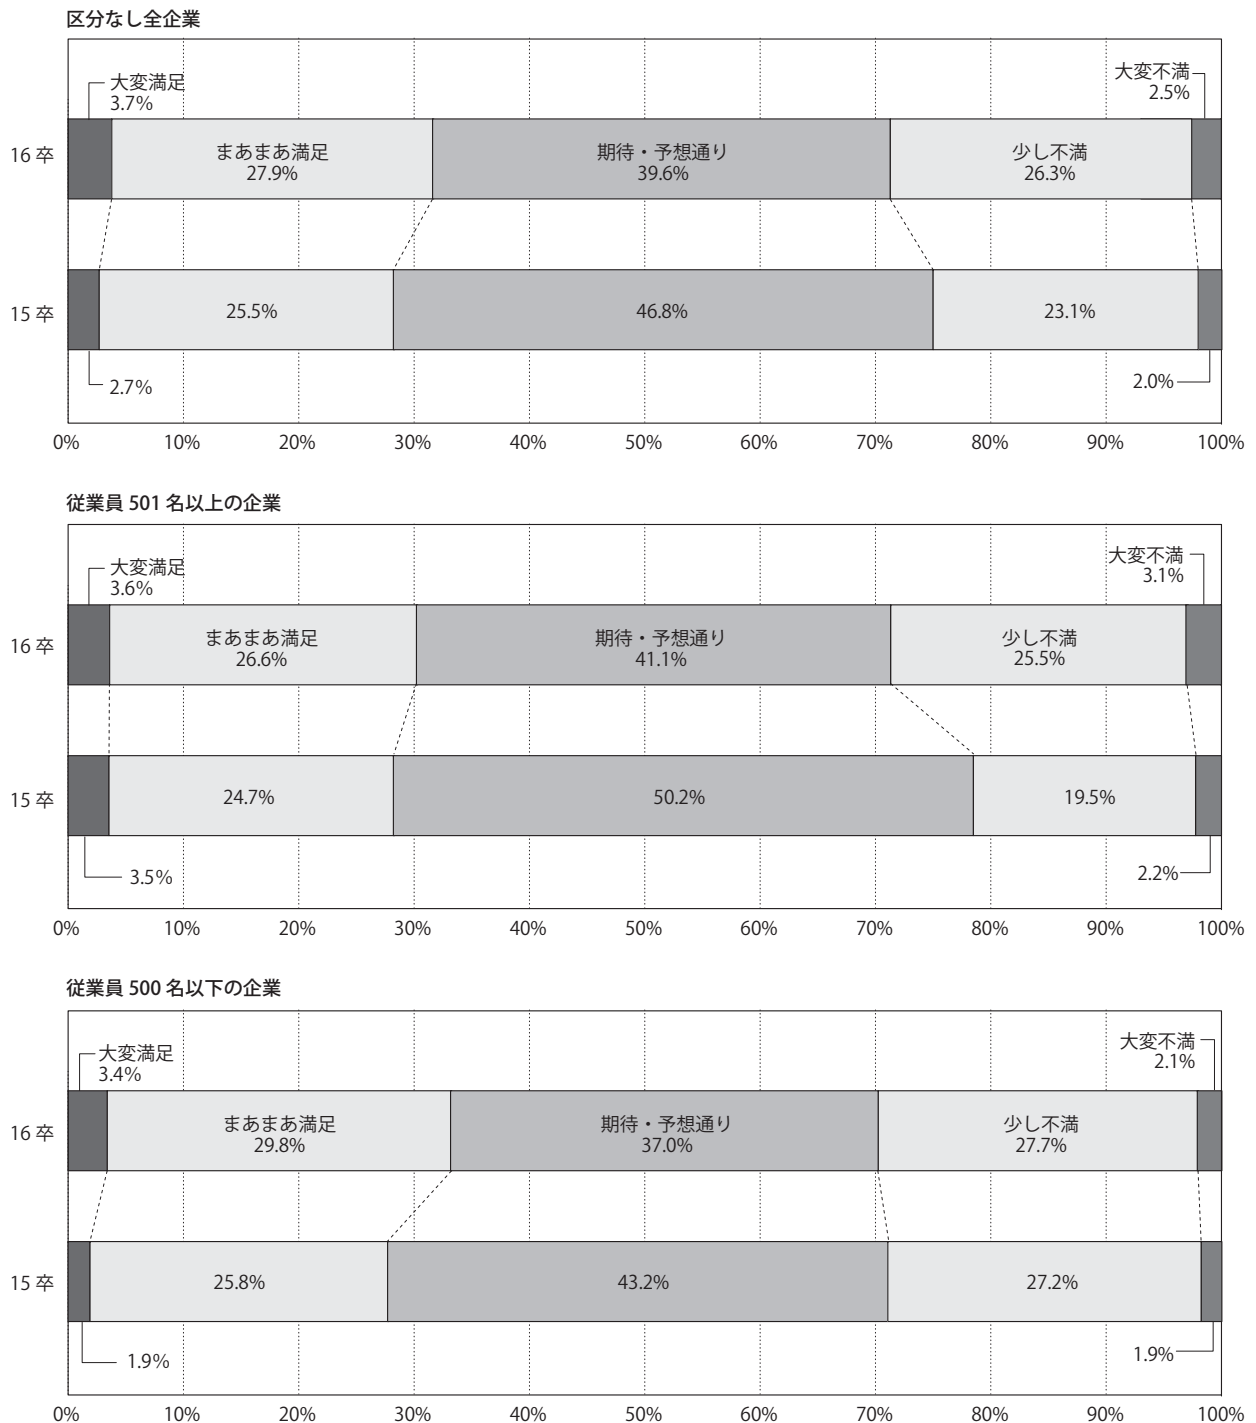 区分なし全企業
大変満足
3.7%
大変不満
2.5%
16 卒
まあまあ満足
27.9%
期待・予想通り
39.6%
少し不満
26.3%
15 卒
25.5%
46.8%
23.1%
2.7%
2.0%
0% 10% 20% 30% 40% 50% 60% 70% 80% 90% 100%
従業員 501 名以上の企業
大変満足
3.6%
大変不満
3.1%
16 卒
まあまあ満足
26.6%
期待・予想通り
41.1%
少し不満
25.5%
15 卒
24.7%
50.2%
19.5%
3.5%
2.2%
0% 10% 20% 30% 40% 50% 60% 70% 80% 90% 100%
従業員 500 名以下の企業
大変満足
3.4%
大変不満
2.1%
16 卒
まあまあ満足
29.8%
期待・予想通り
37.0%
少し不満
27.7%
15 卒
25.8%
43.2%
27.2%
1.9%
1.9%
0% 10% 20% 30% 40% 50% 60% 70% 80% 90% 100%